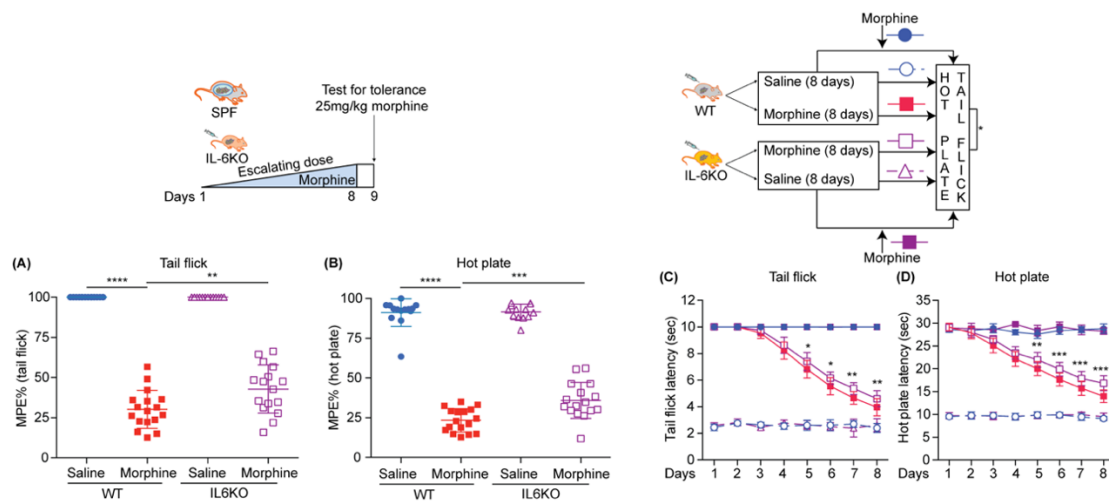 SPF
IL-6KO
Test for tolerance
25mg/kg morphine
Escalating dose
Morphine
Days 1 8 9
Morphine
WT
Saline (8 days)
Morphine (8 days)
IL-6KO
Morphine (8 days)
Saline (8 days)
HOT PLATE
TAIL FLICK
*
Morphine
(A)
Tail flick
**** **
MPE% (tail flick)
100
75
50
25
0
Saline Morphine Saline Morphine
WT IL6KO
(B)
Hot plate
**** ***
MPE% (hot plate)
100
75
50
25
0
Saline Morphine Saline Morphine
WT IL6KO
(C)
Tail flick
Tail flick latency (sec)
12
10
8
6
4
2
0
* * ** **
Days 1 2 3 4 5 6 7 8
(D)
Hot plate
Hot plate latency (sec)
35
30
25
20
15
10
5
0
** *** *** ***
Days 1 2 3 4 5 6 7 8